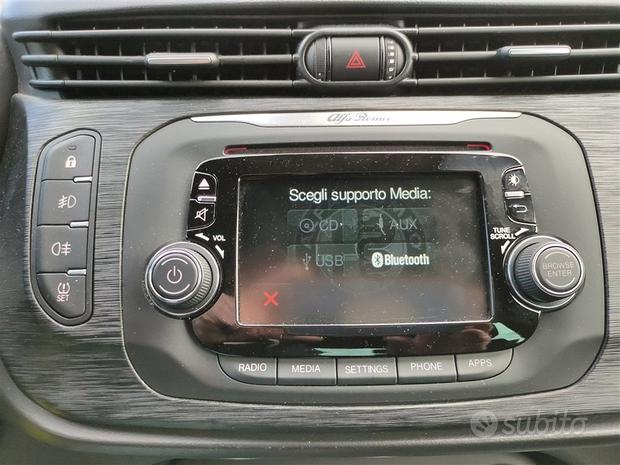 Alfa Romeo
Scegli supporto Media:
CD AUX
USB Bluetooth
VOL
TUNE
SCROLL
BROWSE
ENTER
SET
RADIO MEDIA SETTINGS PHONE APPS
subito